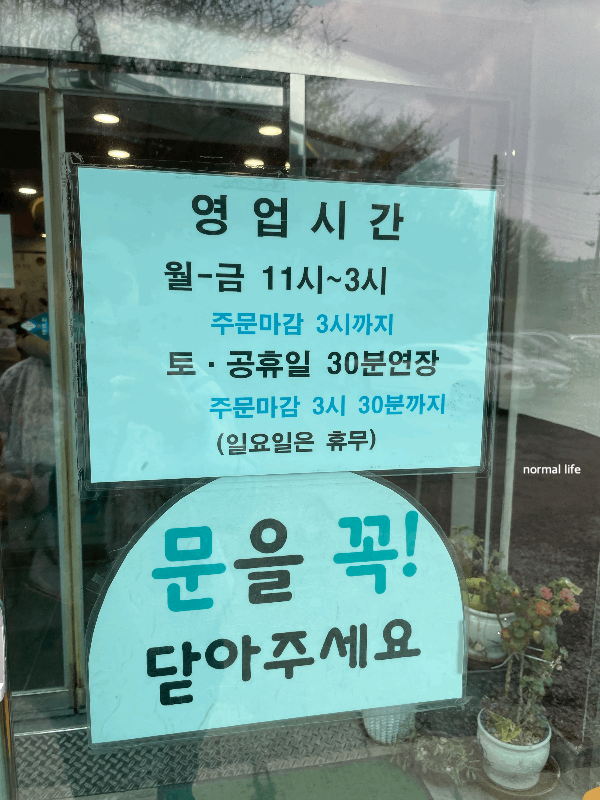 영업시간
월-금 11시~3시
주문마감 3시까지
토·공휴일 30분연장
주문마감 3시 30분까지
(일요일은 휴무)
normal life
문을 꼭!
닫아주세요